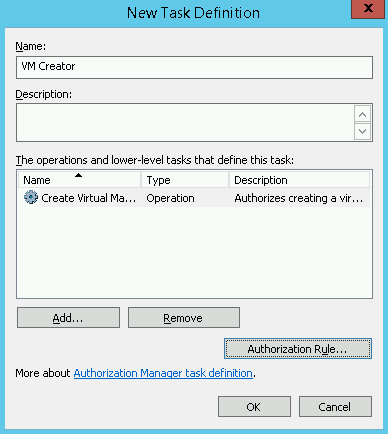 New Task Definition
x
Name:
VM Creator
Description:
The operations and lower-level tasks that define this task:
Name Type Description
Create Virtual Ma... Operation Authorizes creating a vir...
Add... Remove
Authorization Rule...
More about Authorization Manager task definition.
OK Cancel